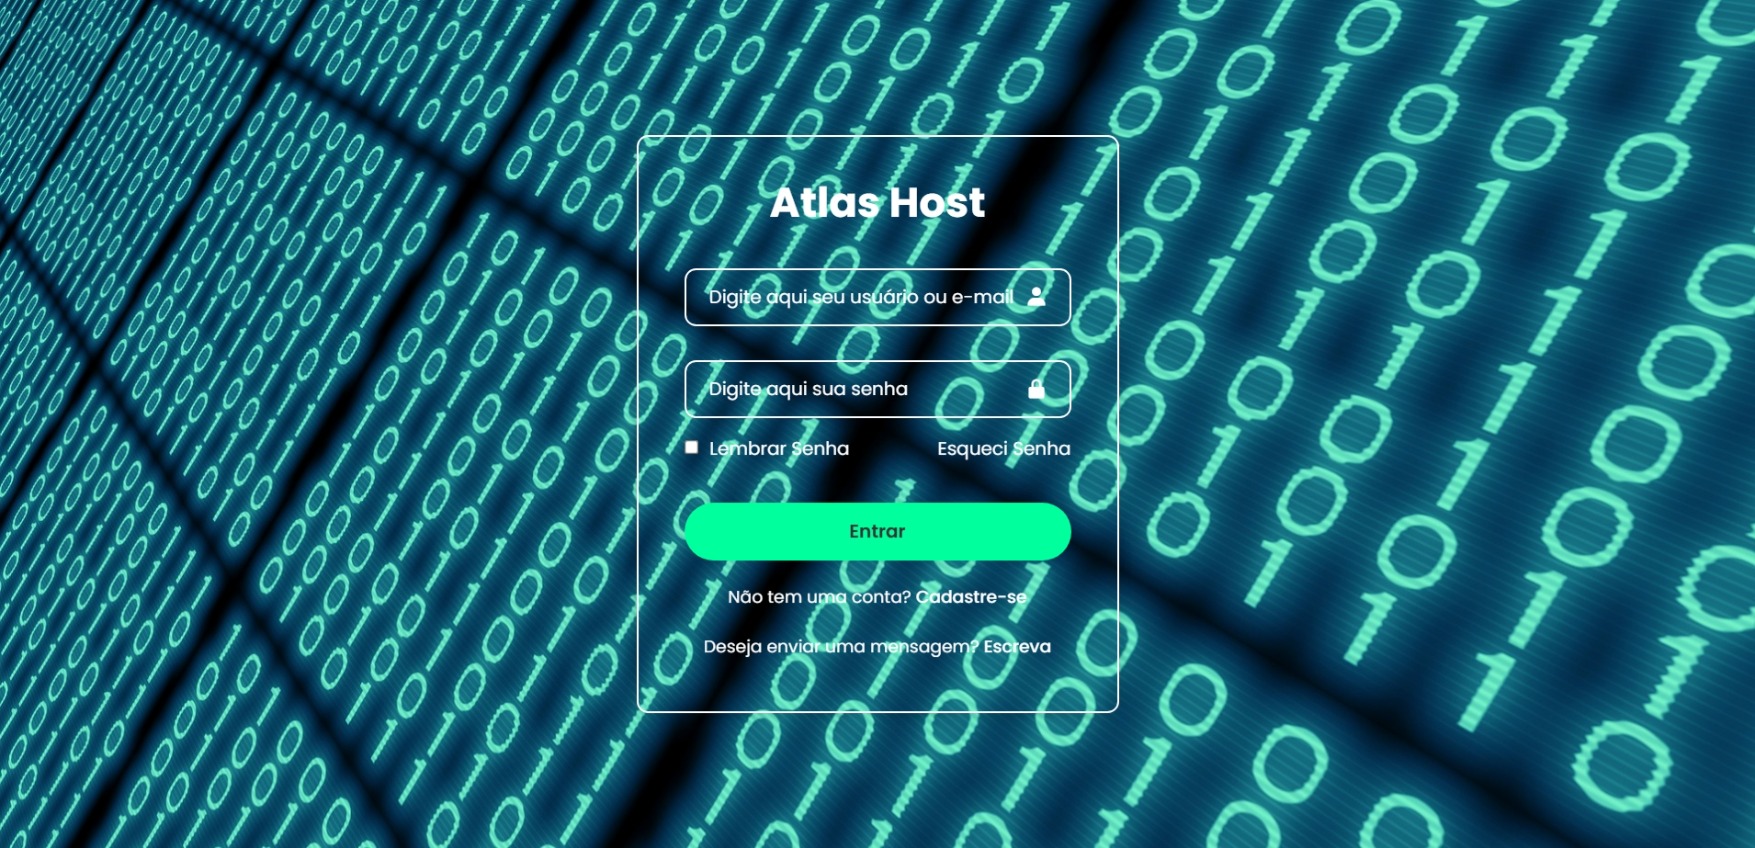 Atlas Host
Digite aqui seu usuário ou e-mail
Digite aqui sua senha
Lembrar Senha Esqueci Senha
Entrar
Não tem uma conta? Cadastre-se
Deseja enviar uma mensagem? Escreva